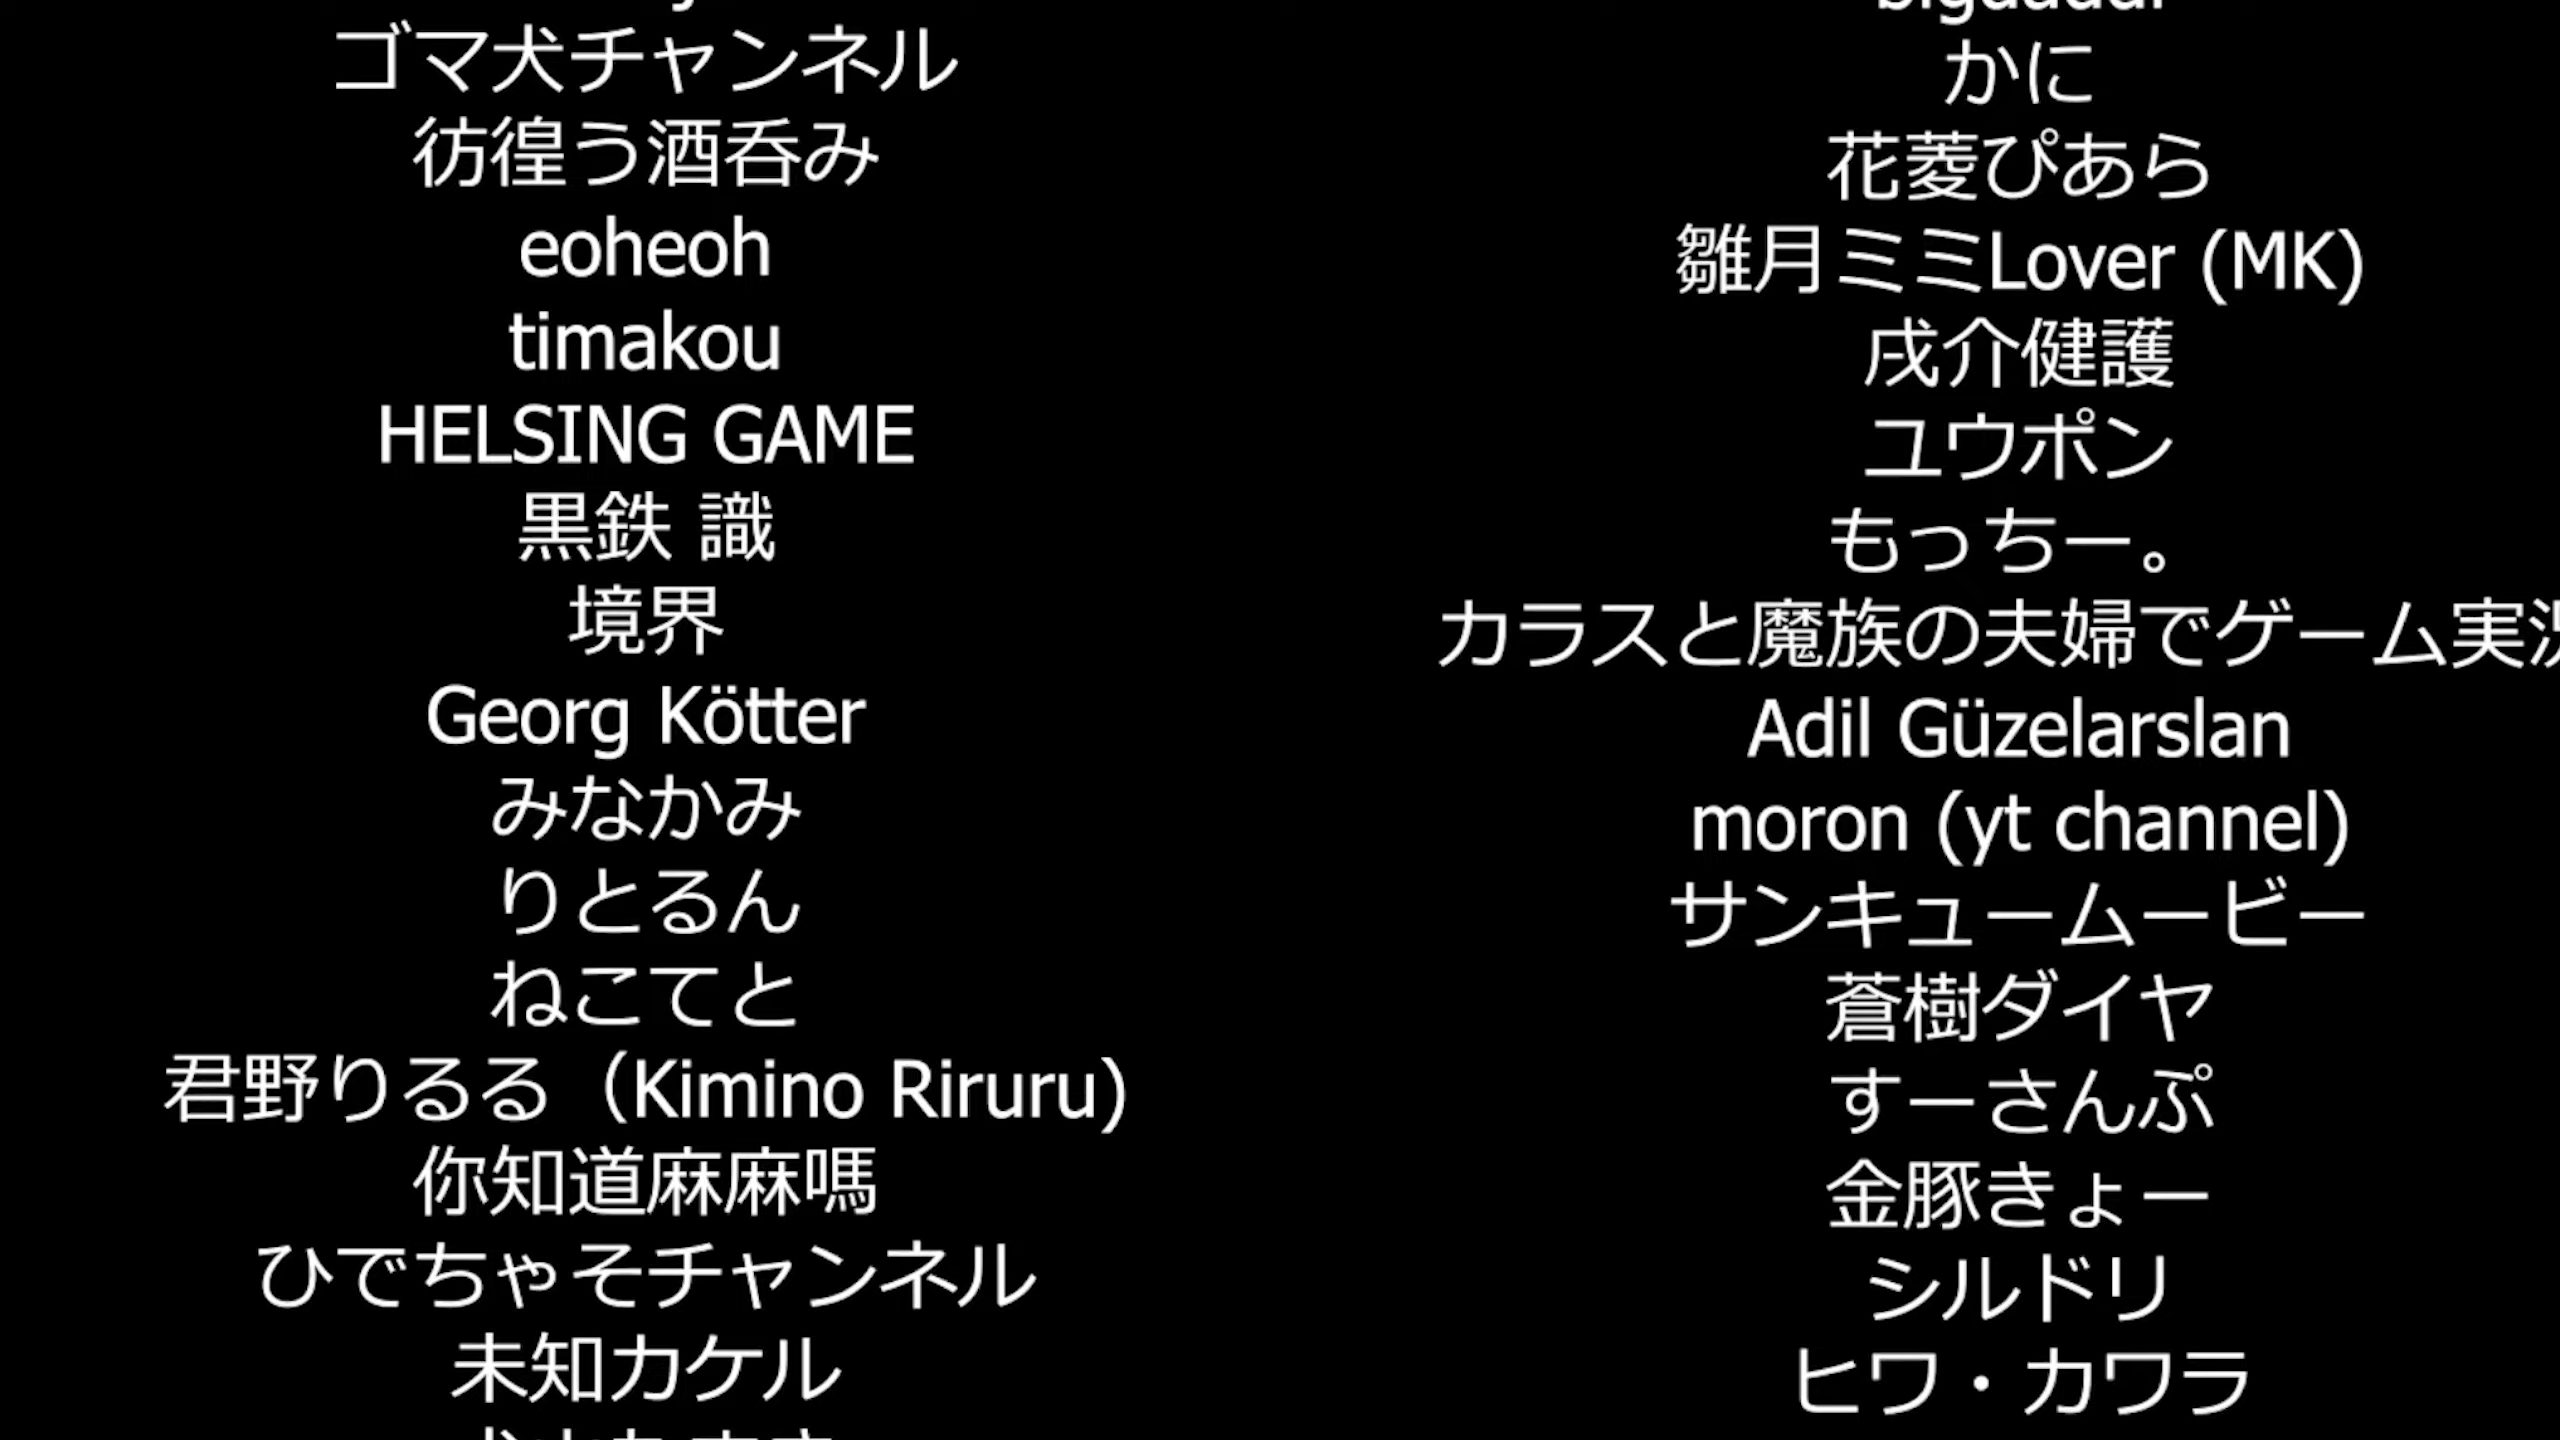 ゴマ犬チャンネル
彷徨う酒呑み
eoheoh
timakou
HELSING GAME
黒鉄 識
境界
Georg Kötter
みなかみ
りとるん
ねこてと
君野りるる（Kimino Riruru)
你知道麻麻嗎
ひでちゃそチャンネル
未知カケル
かに
花菱ぴあら
雛月ミミLover (MK)
戌介健護
ユウポン
もっちー。
カラスと魔族の夫婦でゲーム実況
Adil Güzelarslan
moron (yt channel)
サンキュームービー
蒼樹ダイヤ
すーさんぷ
金豚きょー
シルドリ
ヒワ・カワラ